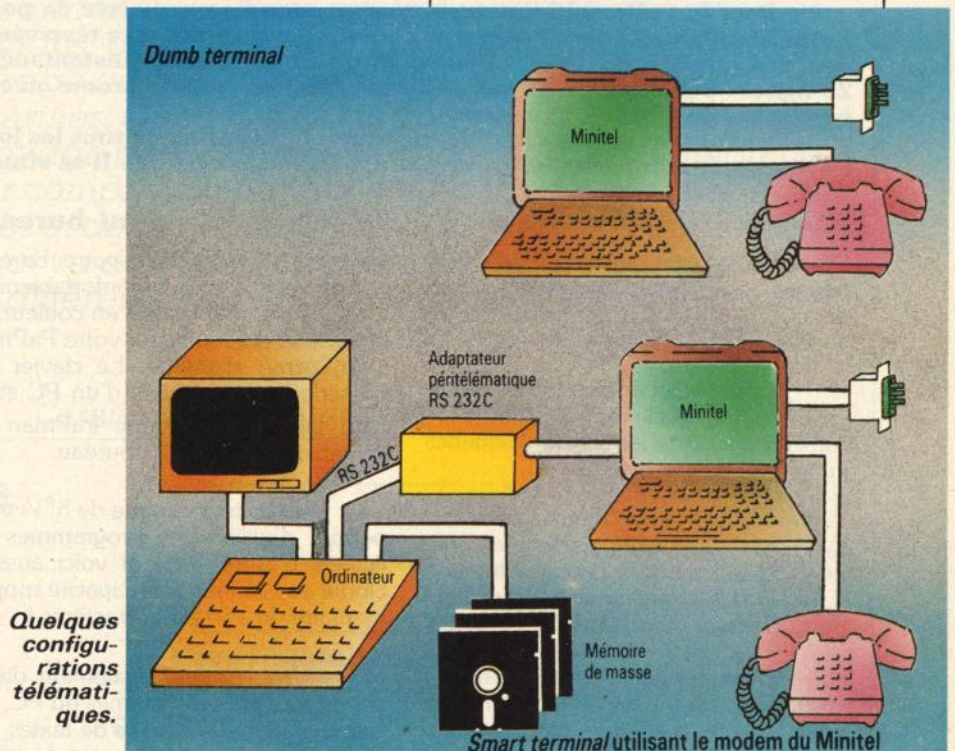 Dumb terminal
Minitel
Adaptateur
péritélématique
RS 232C
Minitel
RS 232C
Ordinateur
Mémoire
de masse
Quelques
configu-
rations
télémati-
ques.
Smart terminal utilisant le modem du Minitel